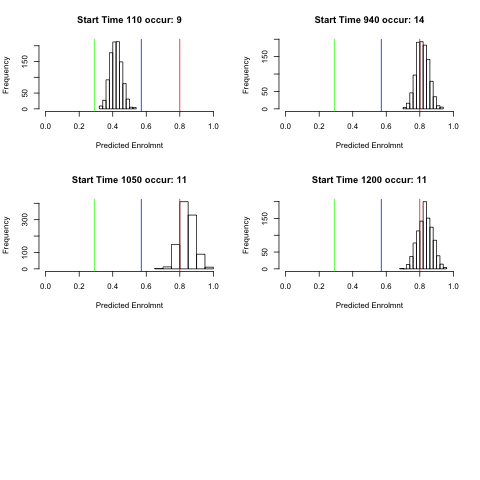 Start Time 110 occur: 9
Frequency
0 50 150
0.0 0.2 0.4 0.6 0.8 1.0
Predicted Enrolmnt
Start Time 940 occur: 14
Frequency
0 50 150
0.0 0.2 0.4 0.6 0.8 1.0
Predicted Enrolmnt
Start Time 1050 occur: 11
Frequency
0 100 300
0.0 0.2 0.4 0.6 0.8 1.0
Predicted Enrolmnt
Start Time 1200 occur: 11
Frequency
0 50 150
0.0 0.2 0.4 0.6 0.8 1.0
Predicted Enrolmnt